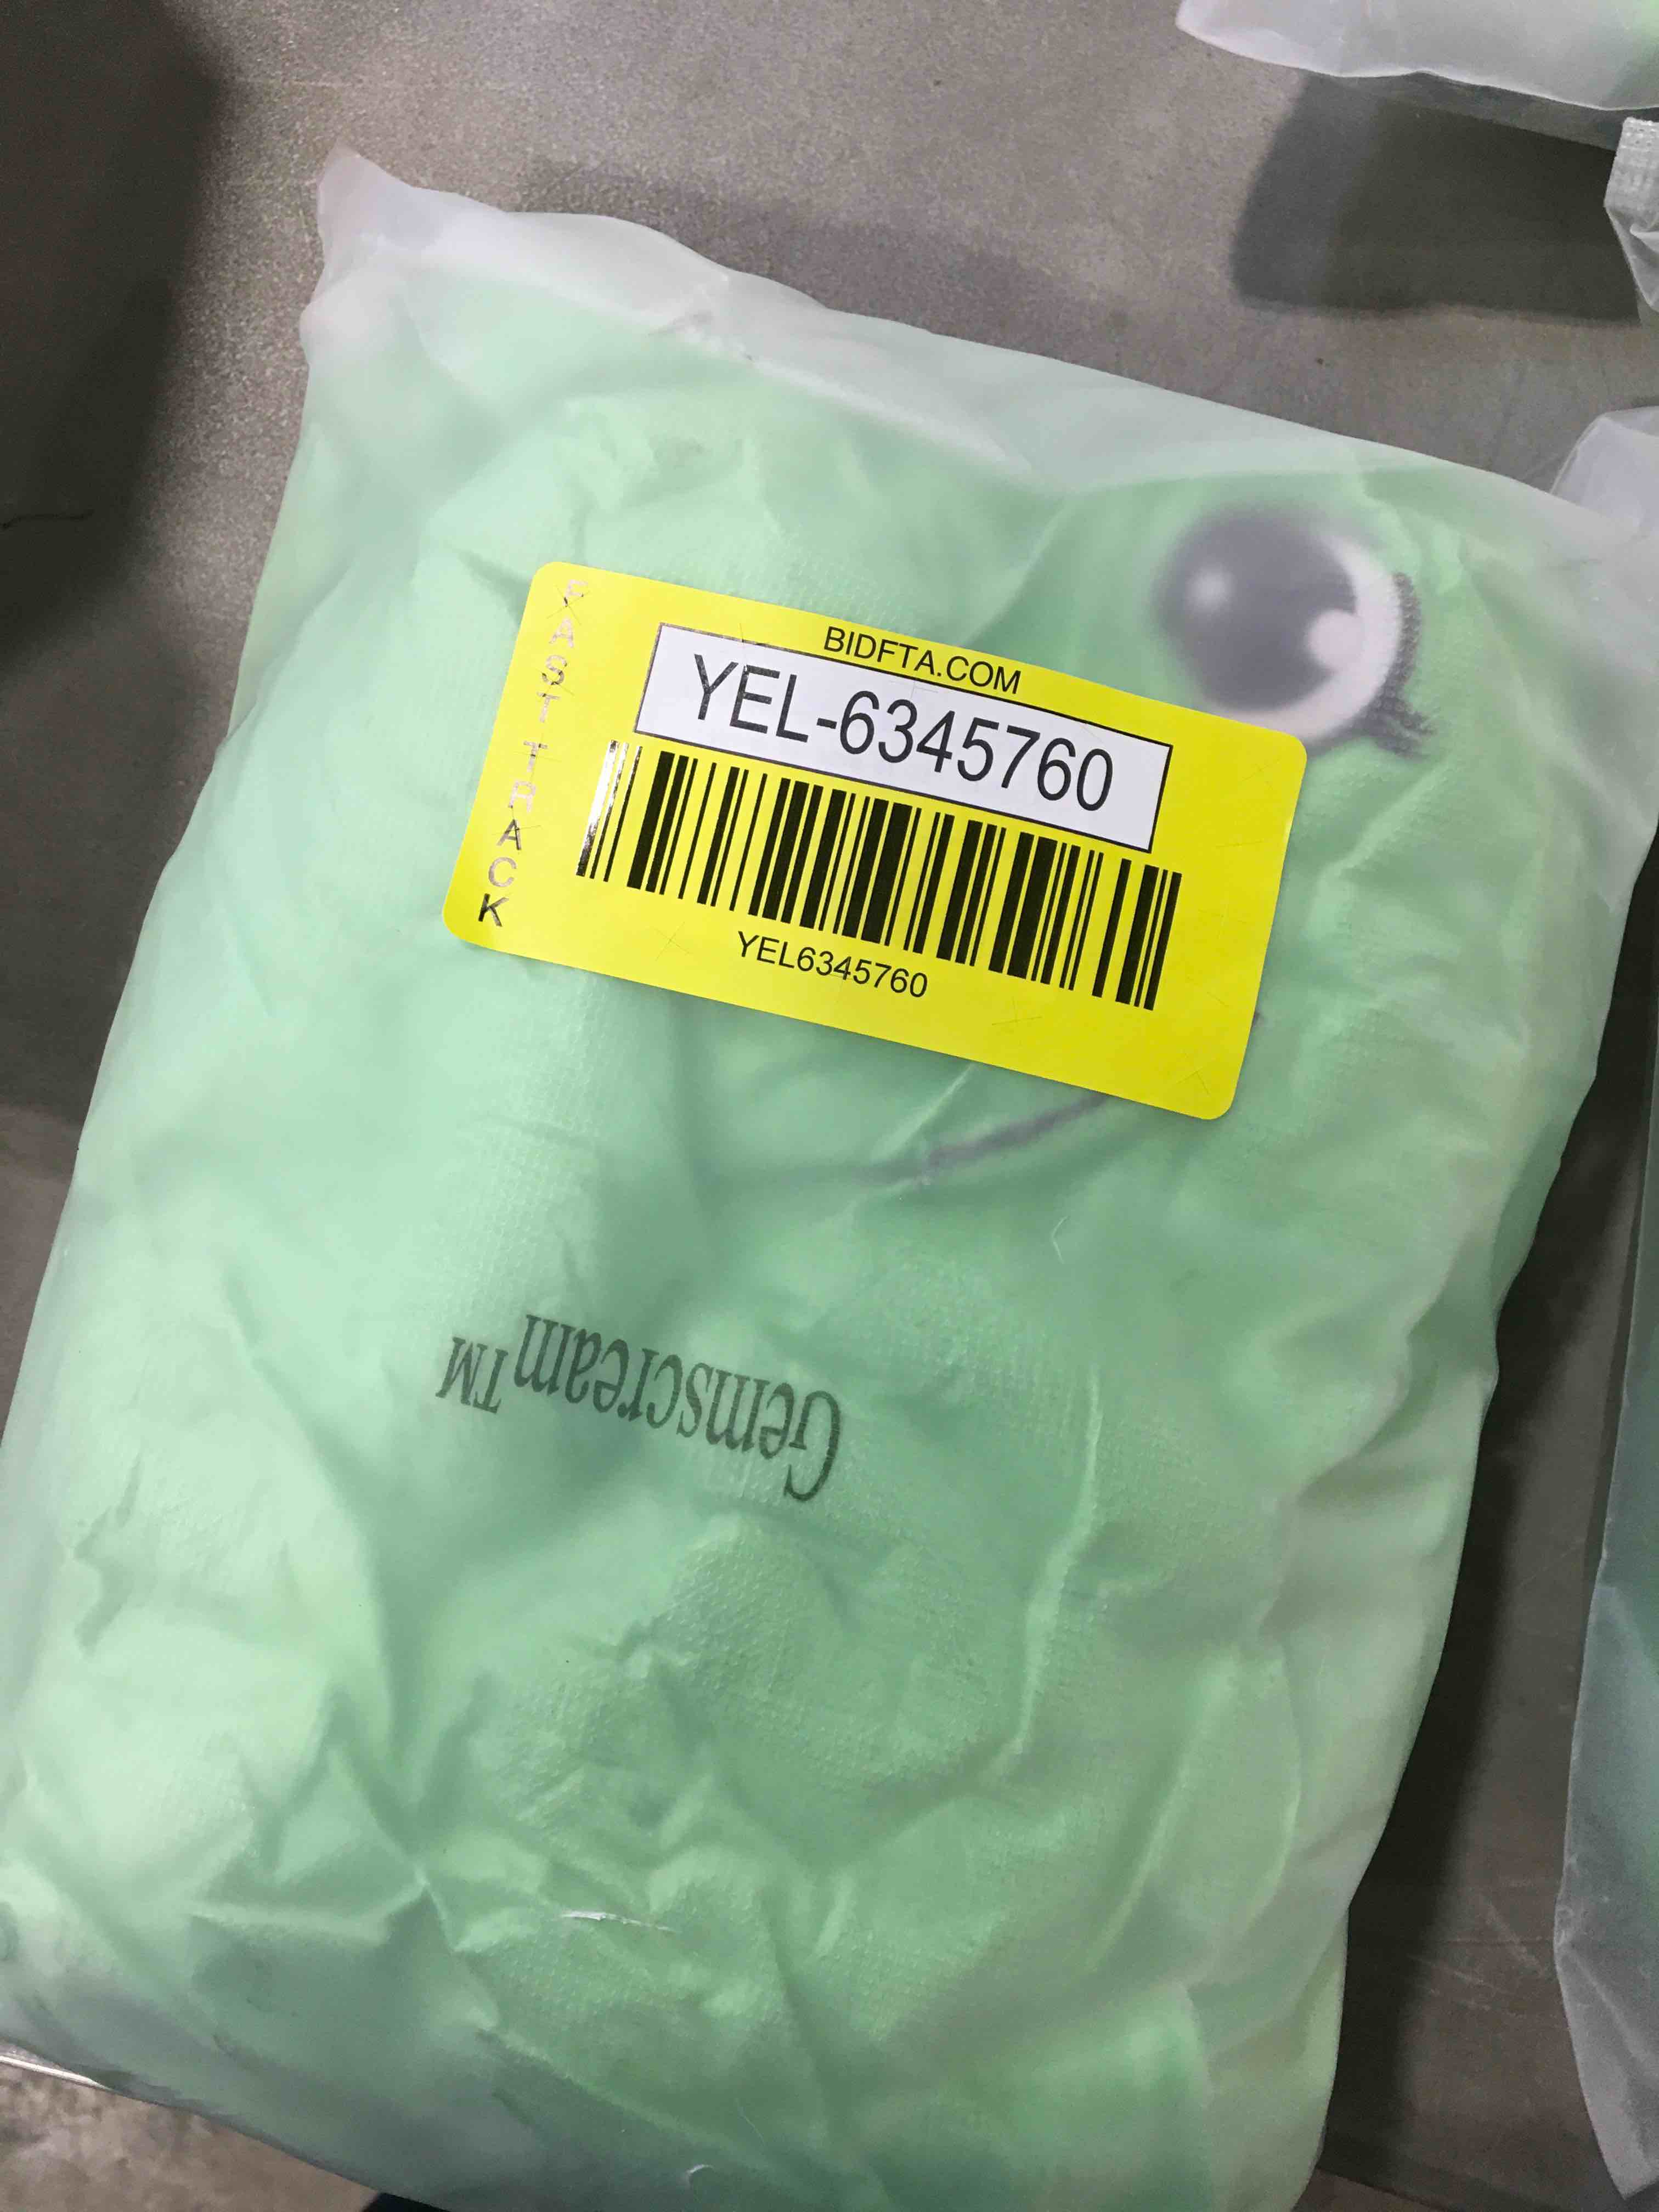 FAST TRACK
BIDFTA.COM
YEL-6345760
YEL6345760
Gemscream™